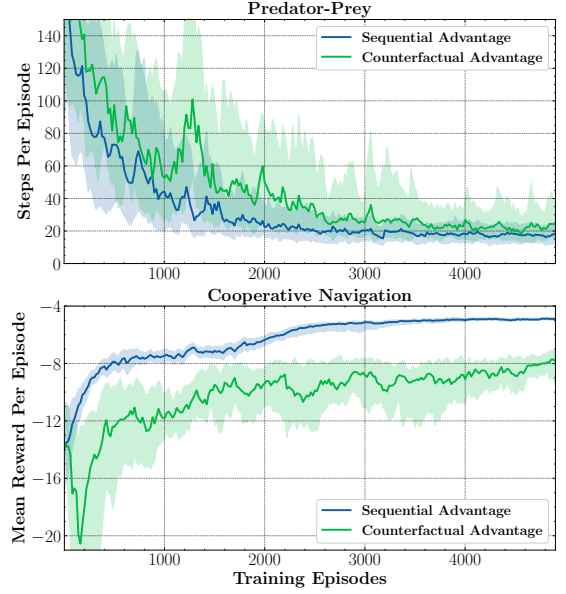 Predator-Prey
Steps Per Episode
140
120
100
80
60
40
20
0
Sequential Advantage
Counterfactual Advantage
1000
2000
3000
4000
Cooperative Navigation
Mean Reward Per Episode
−4
−8
−12
−16
−20
Sequential Advantage
Counterfactual Advantage
1000
2000
3000
4000
Training Episodes